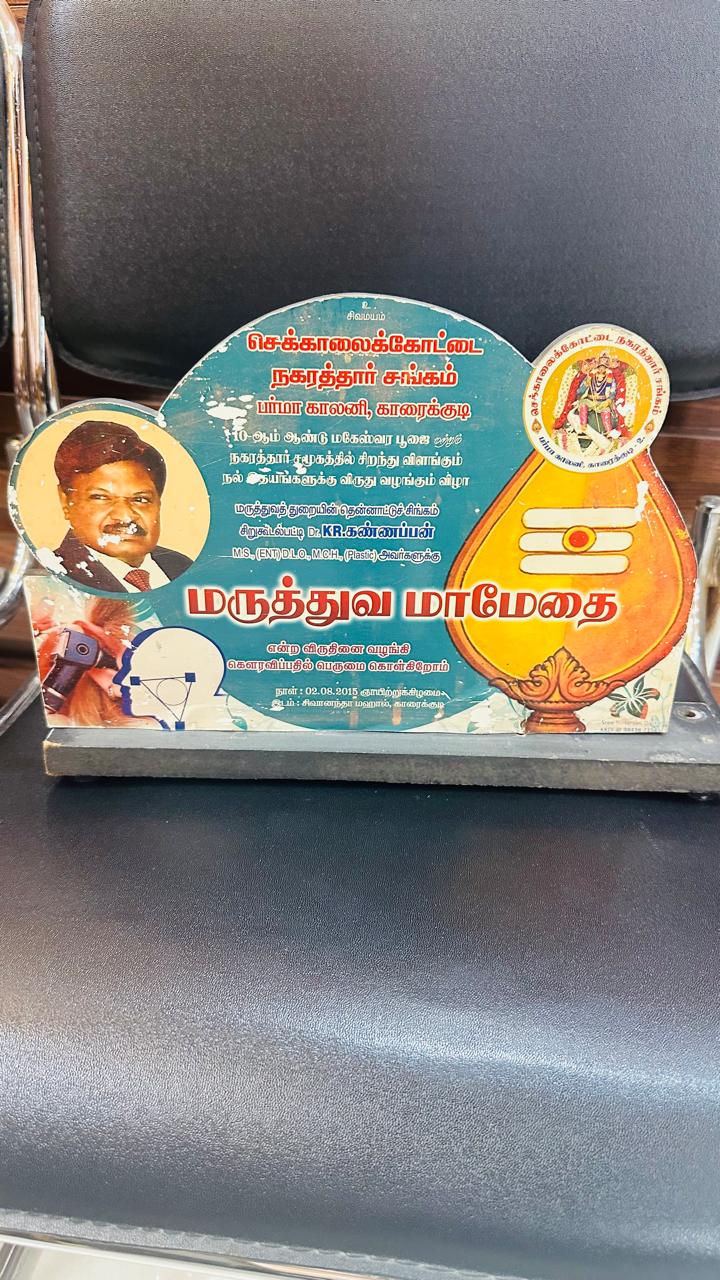 உ
சிவமயம்
செக்காலைக்கோட்டை
நகரத்தார் சங்கம்
பர்மா காலனி, காரைக்குடி
10-ஆம் ஆண்டு மகேஸ்வர பூஜை மற்றும்
நகரத்தார் சமூகத்தில் சிறந்து விளங்கும்
நல் இதயங்களுக்கு விருது வழங்கும் விழா
மருத்துவத் துறையின் தென்னாட்டுச் சிங்கம்
சிறுகூடல்பட்டி Dr. KR.கண்ணப்பன்
M.S., (ENT) D.L.O., M.C.H., (Plastic) அவர்களுக்கு
மருத்துவ மாமேதை
என்ற விருதினை வழங்கி
கௌரவிப்பதில் பெருமை கொள்கிறோம்
நாள் : 02.08.2015 ஞாயிற்றுக்கிழமை
இடம் : சிவானந்தா மஹால், காரைக்குடி
செக்காலைக்கோட்டை நகரத்தார் சங்கம்
பர்மா காலனி, காரைக்குடி